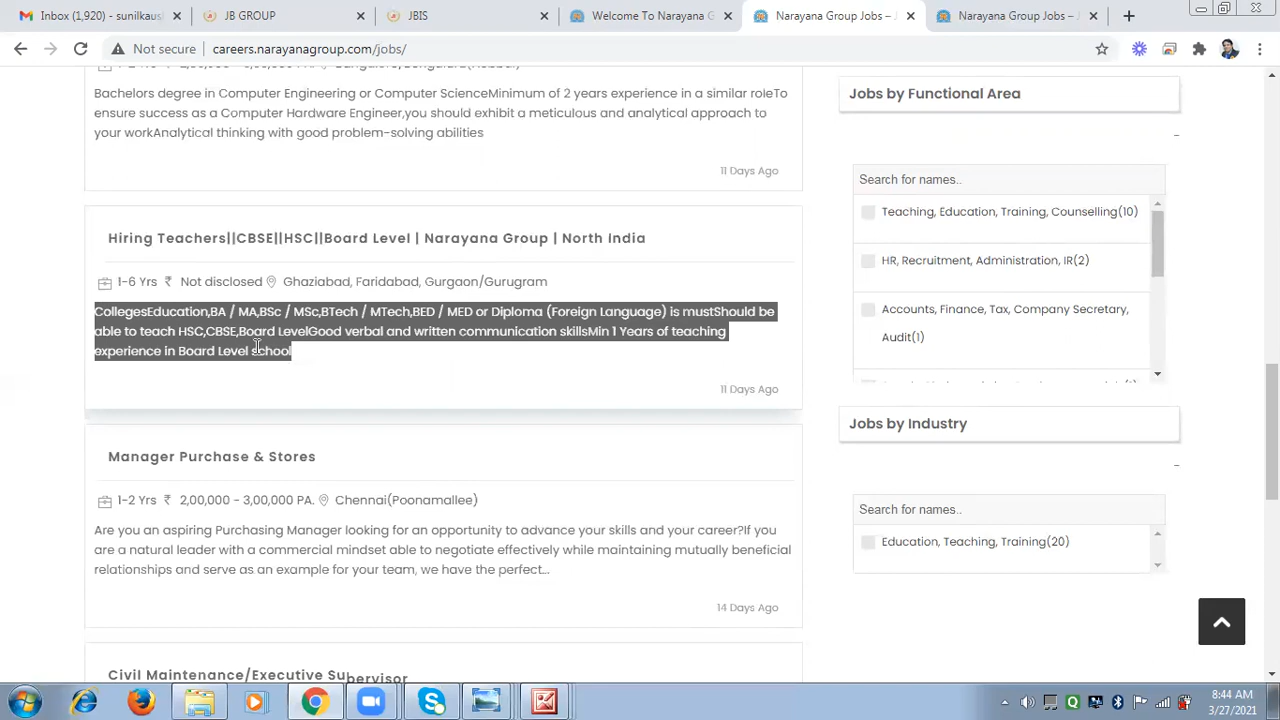 Inbox (1,920) - sunilkaus
JB GROUP
JBIS
Welcome To Narayana G
Narayana Group Jobs –
Narayana Group Jobs –
Not secure
careers.narayanagroup.com/jobs/
Bachelors degree in Computer Engineering or Computer ScienceMinimum of 2 years experience in a similar roleTo
ensure success as a Computer Hardware Engineer,you should exhibit a meticulous and analytical approach to
your workAnalytical thinking with good problem-solving abilities
11 Days Ago
Hiring Teachers||CBSE||HSC||Board Level | Narayana Group | North India
1-6 Yrs ₹ Not disclosed Ghaziabad, Faridabad, Gurgaon/Gurugram
CollegesEducation,BA / MA,BSc / MSc,BTech / MTech,BED / MED or Diploma (Foreign Language) is mustShould be
able to teach HSC,CBSE,Board LevelGood verbal and written communication skillsMin 1 Years of teaching
experience in Board Level school
11 Days Ago
Manager Purchase & Stores
1-2 Yrs ₹ 2,00,000 - 3,00,000 PA. Chennai(Poonamallee)
Are you an aspiring Purchasing Manager looking for an opportunity to advance your skills and your career?If you
are a natural leader with a commercial mindset able to negotiate effectively while maintaining mutually beneficial
relationships and serve as an example for your team, we have the perfect...
14 Days Ago
Civil Maintenance/Executive Supervisor
Jobs by Functional Area
Search for names..
Teaching, Education, Training, Counselling(10)
HR, Recruitment, Administration, IR(2)
Accounts, Finance, Tax, Company Secretary,
Audit(1)
Jobs by Industry
Search for names..
Education, Teaching, Training(20)
8:44 AM
3/27/2021